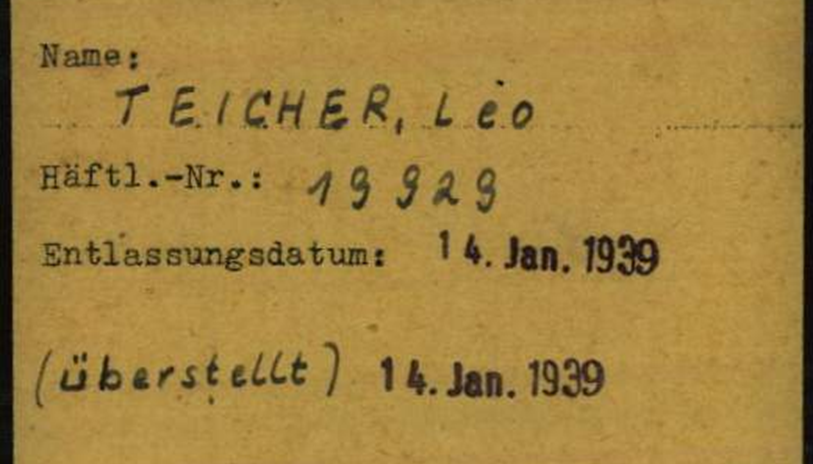 Name:
TEICHER, Leo
Häftl.-Nr.: 19929
Entlassungsdatum: 14. Jan. 1939
(überstellt) 14. Jan. 1939